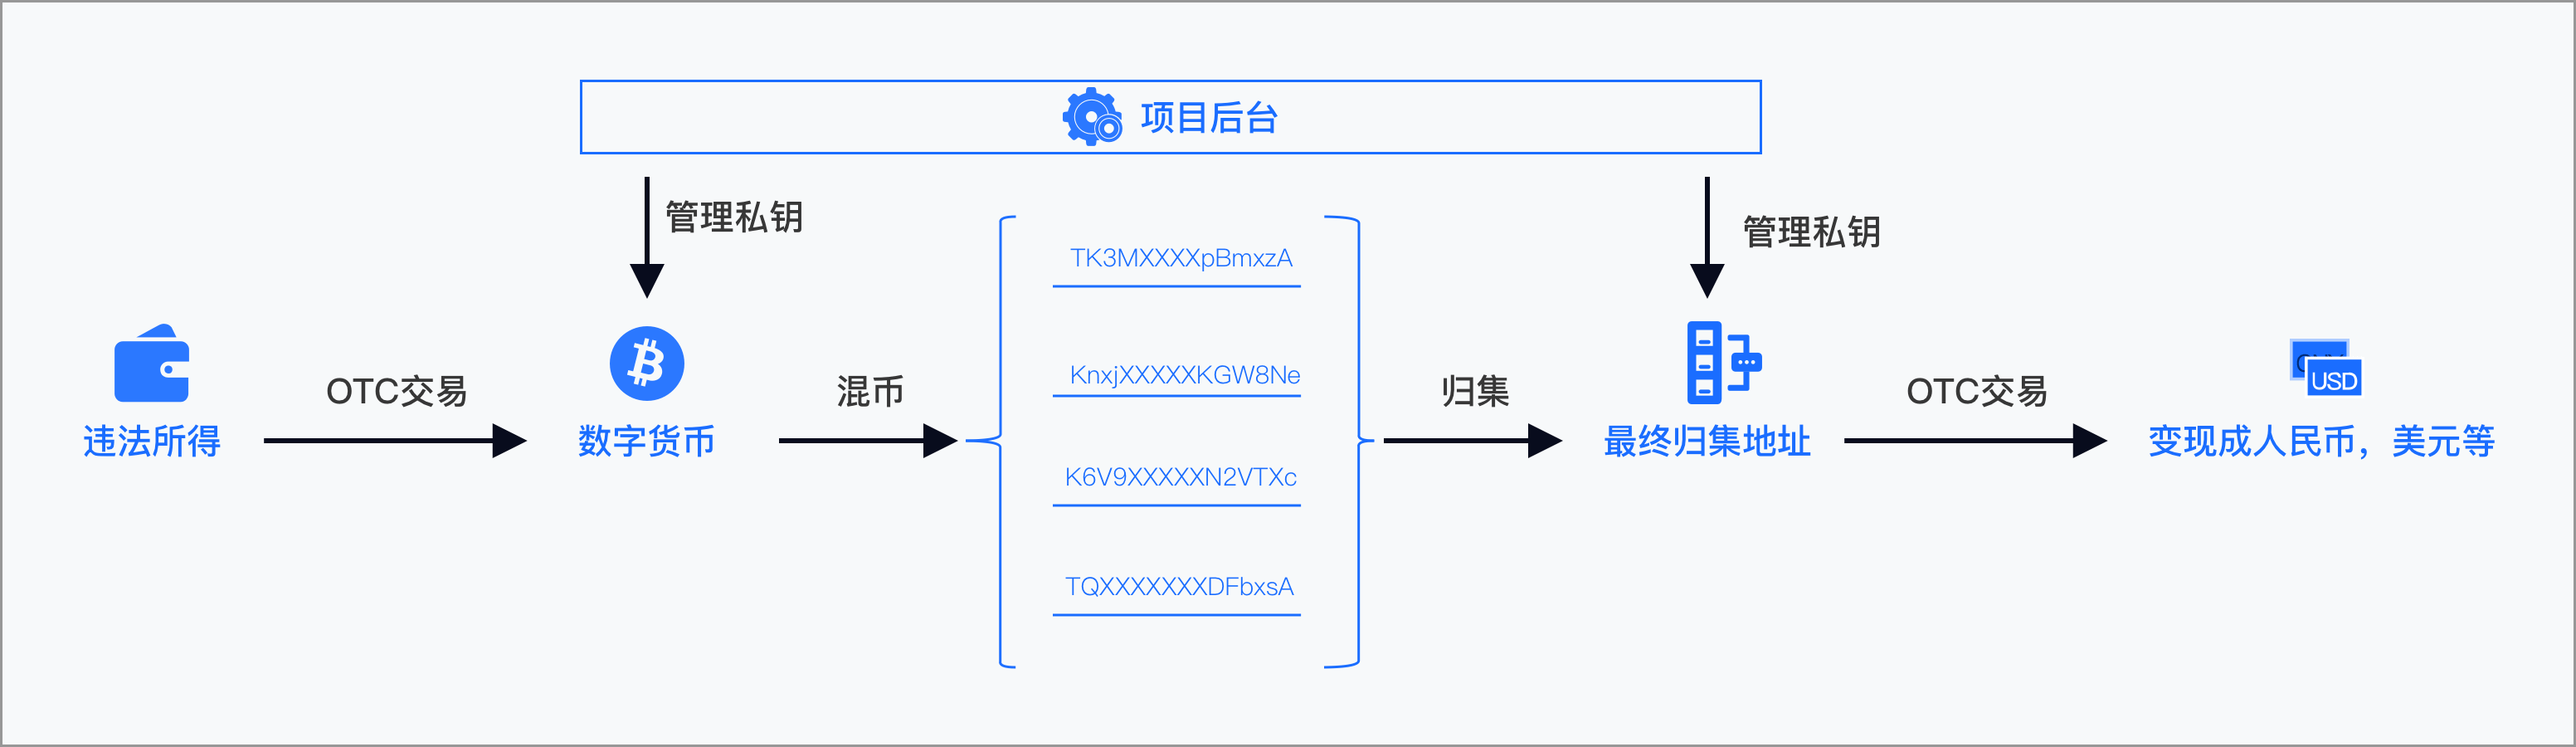 项目后台
管理私钥
管理私钥
违法所得
OTC交易
数字货币
混币
TK3MXXXXpBmxzA
KnxjXXXXXKGW8Ne
K6V9XXXXXN2VTXc
TQXXXXXXXDFbxsA
归集
最终归集地址
OTC交易
USD
变现成人民币，美元等